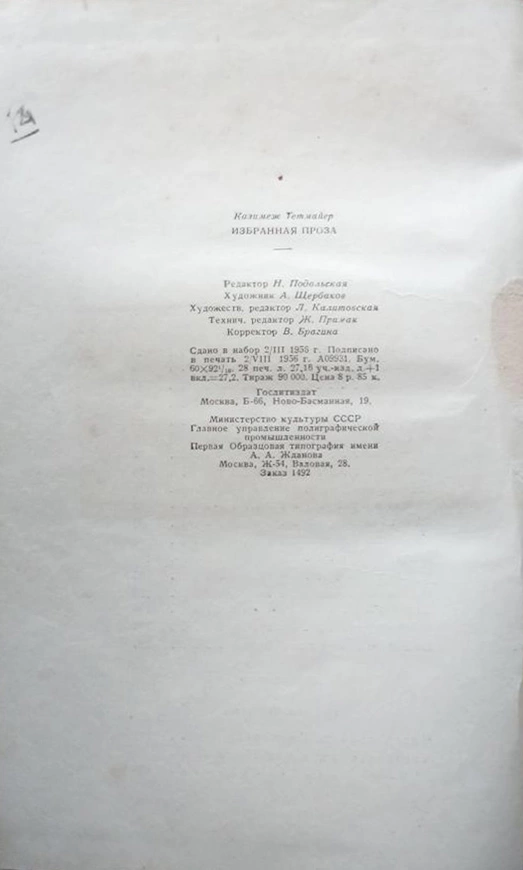 Казимеж Тетмайер
ИЗБРАННАЯ ПРОЗА
Редактор Н. Подольская
Художник А. Щербаков
Художеств. редактор Л. Калитовская
Технич. редактор Ж. Примак
Корректор В. Брагина
Сдано в набор 2/III 1956 г. Подписано
в печать 2/VIII 1956 г. А08931. Бум.
60×92¹/₁₆. 28 печ. л. 27,16 уч.-изд. л.+1
вкл.=27,2. Тираж 90 000. Цена 8 р. 85 к.
Гослитиздат
Москва, Б-66, Ново-Басманная, 19.
Министерство культуры СССР
Главное управление полиграфической
промышленности
Первая Образцовая типография имени
А. А. Жданова
Москва, Ж-54, Валовая, 28.
Заказ 1492